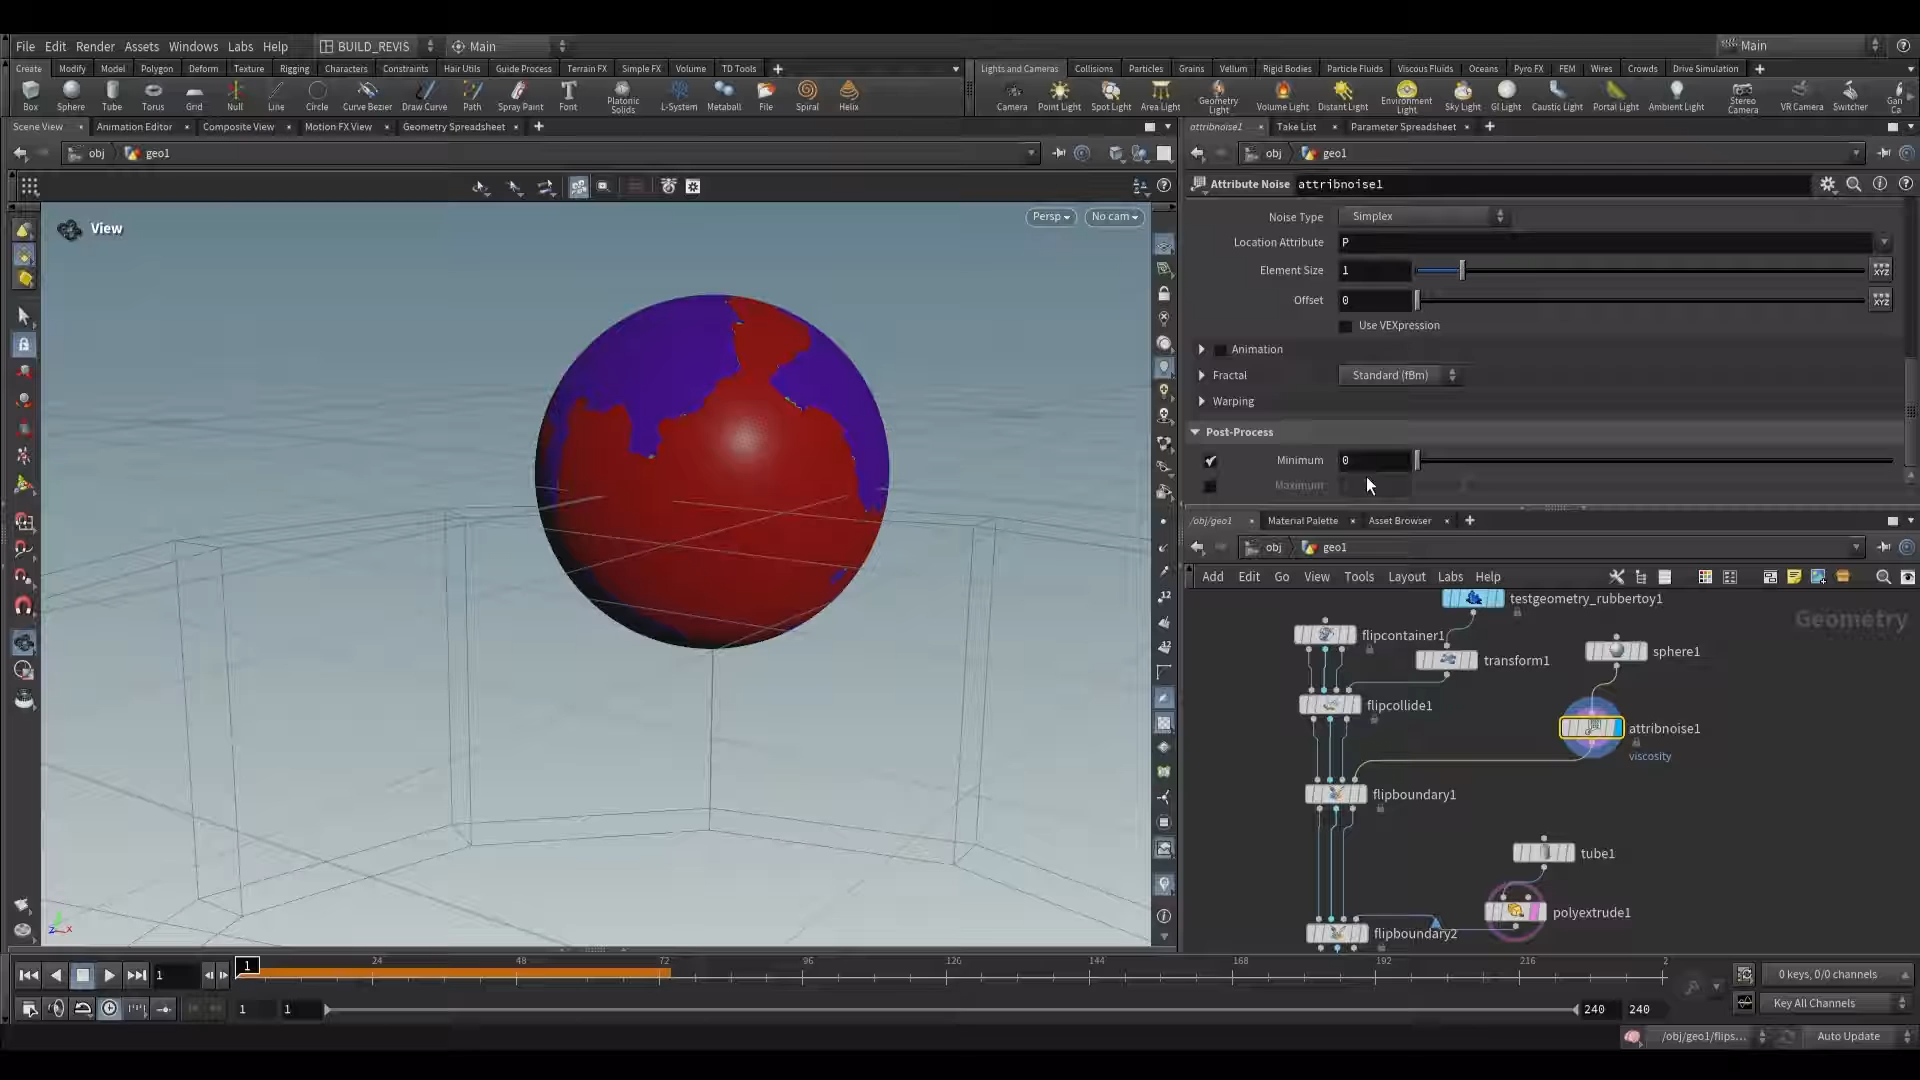 File Edit Render Assets Windows Labs Help BUILD_REVIS Main Main
Create Modify Model Polygon Deform Texture Rigging Characters Constraints Hair Utils Guide Process Terrain FX Simple FX Volume TD Tools
Lights and Cameras Collisions Particles Grains Vellum Rigid Bodies Particle Fluids Viscous Fluids Oceans Pyro FX FEM Wires Crowds Drive Simulation
Box Sphere Tube Torus Grid Null Line Circle Curve Bezier Draw Curve Path Spray Paint Font Platonic Solids L-System Metaball File Spiral Helix
Camera Point Light Spot Light Area Light Geometry Light Volume Light Distant Light Environment Light Sky Light GI Light Caustic Light Portal Light Ambient Light Stereo Camera VR Camera Switcher Gan Ca
Scene View Animation Editor Composite View Motion FX View Geometry Spreadsheet
attribnoise1 Take List Parameter Spreadsheet
obj geo1
obj geo1
Attribute Noise attribnoise1
View
Persp No cam
Noise Type Simplex
Location Attribute P
Element Size 1
Offset 0
Use VEXpression
Animation
Fractal Standard (fBm)
Warping
Post-Process
Minimum 0
Maximum
/obj/geo1 Material Palette Asset Browser
obj geo1
Add Edit Go View Tools Layout Labs Help
Geometry
testgeometry_rubbertoy1
flipcontainer1
transform1
sphere1
flipcollide1
attribnoise1
viscosity
flipboundary1
tube1
polyextrude1
flipboundary2
z x
12
12
1 1 24 48 72 96 120 144 168 192 216 2
0 keys, 0/0 channels
1 1 240 240
Key All Channels
/obj/geo1/flips... Auto Update